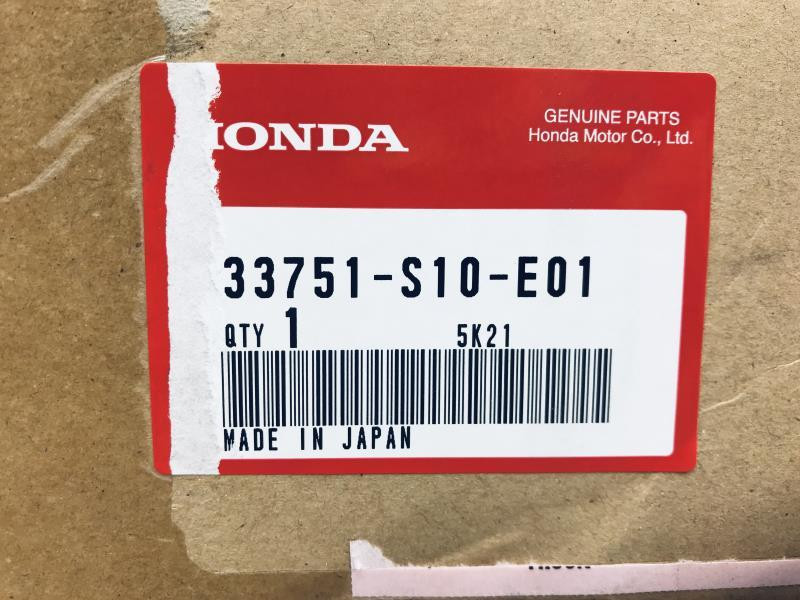 HONDA
GENUINE PARTS
Honda Motor Co., Ltd.
33751-S10-E01
QTY 1 5K21
MADE IN JAPAN